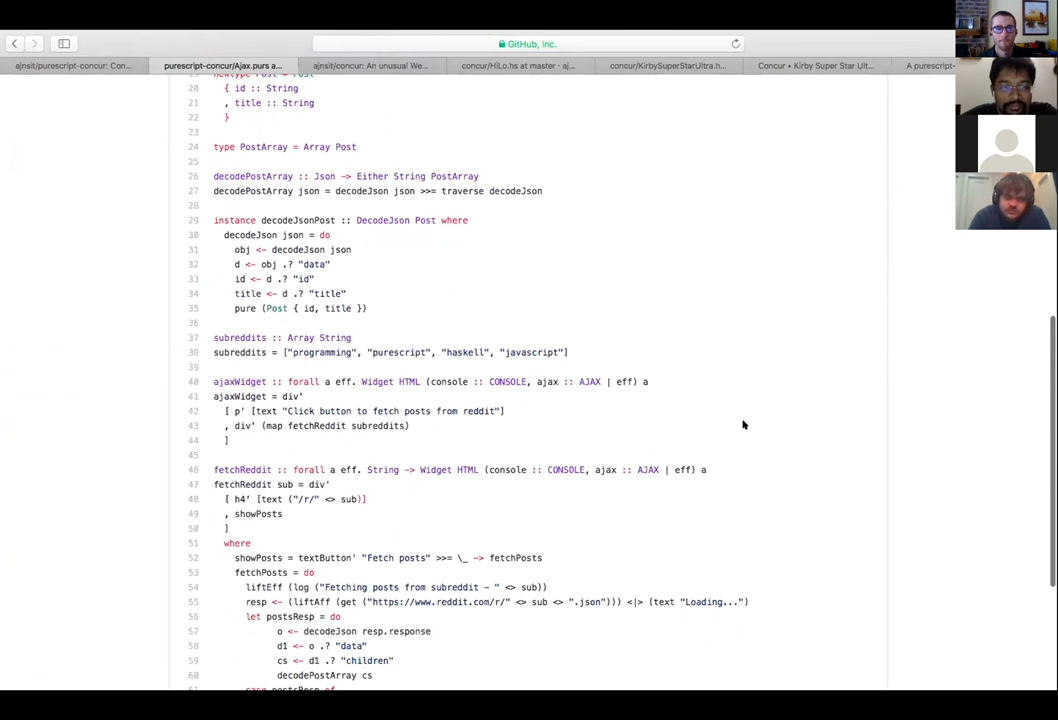 GitHub, Inc.
ajnsit/purescript-concur: Con...
purescript-concur/Ajax.purs a...
ajnsit/concur: An unusual We...
concur/HiLo.hs at master · aj...
concur/KirbySuperStarUltra.h...
Concur • Kirby Super Star Ult...
A purescript
newtype Post = Post
20 { id :: String
21 , title :: String
22 }
23
24 type PostArray = Array Post
25
26 decodePostArray :: Json -> Either String PostArray
27 decodePostArray json = decodeJson json >>= traverse decodeJson
28
29 instance decodeJsonPost :: DecodeJson Post where
30 decodeJson json = do
31 obj <- decodeJson json
32 d <- obj .? "data"
33 id <- d .? "id"
34 title <- d .? "title"
35 pure (Post { id, title })
36
37 subreddits :: Array String
38 subreddits = ["programming", "purescript", "haskell", "javascript"]
39
40 ajaxWidget :: forall a eff. Widget HTML (console :: CONSOLE, ajax :: AJAX | eff) a
41 ajaxWidget = div'
42 [ p' [text "Click button to fetch posts from reddit"]
43 , div' (map fetchReddit subreddits)
44 ]
45
46 fetchReddit :: forall a eff. String -> Widget HTML (console :: CONSOLE, ajax :: AJAX | eff) a
47 fetchReddit sub = div'
48 [ h4' [text ("/r/" <> sub)]
49 , showPosts
50 ]
51 where
52 showPosts = textButton' "Fetch posts" >>= \_ -> fetchPosts
53 fetchPosts = do
54 liftEff (log ("Fetching posts from subreddit - " <> sub))
55 resp <- (liftAff (get ("https://www.reddit.com/r/" <> sub <> ".json"))) <|> (text "Loading...")
56 let postsResp = do
57 o <- decodeJson resp.response
58 d1 <- o .? "data"
59 cs <- d1 .? "children"
60 decodePostArray cs
61 case postsResp of